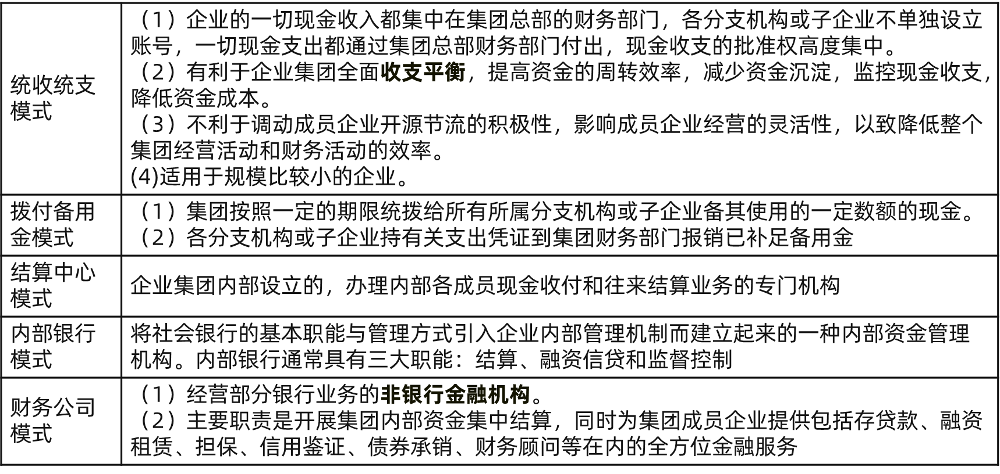 统收统支
模式
（1）企业的一切现金收入都集中在集团总部的财务部门，各分支机构或子企业不单独设立
账号，一切现金支出都通过集团总部财务部门付出，现金收支的批准权高度集中。
（2）有利于企业集团全面收支平衡，提高资金的周转效率，减少资金沉淀，监控现金收支，
降低资金成本。
（3）不利于调动成员企业开源节流的积极性，影响成员企业经营的灵活性，以致降低整个
集团经营活动和财务活动的效率。
(4)适用于规模比较小的企业。
拨付备用
金模式
（1）集团按照一定的期限统拨给所有所属分支机构或子企业备其使用的一定数额的现金。
（2）各分支机构或子企业持有关支出凭证到集团财务部门报销已补足备用金
结算中心
模式
企业集团内部设立的，办理内部各成员现金收付和往来结算业务的专门机构
内部银行
模式
将社会银行的基本职能与管理方式引入企业内部管理机制而建立起来的一种内部资金管理
机构。内部银行通常具有三大职能：结算、融资信贷和监督控制
财务公司
模式
（1）经营部分银行业务的非银行金融机构。
（2）主要职责是开展集团内部资金集中结算，同时为集团成员企业提供包括存贷款、融资
租赁、担保、信用鉴证、债券承销、财务顾问等在内的全方位金融服务